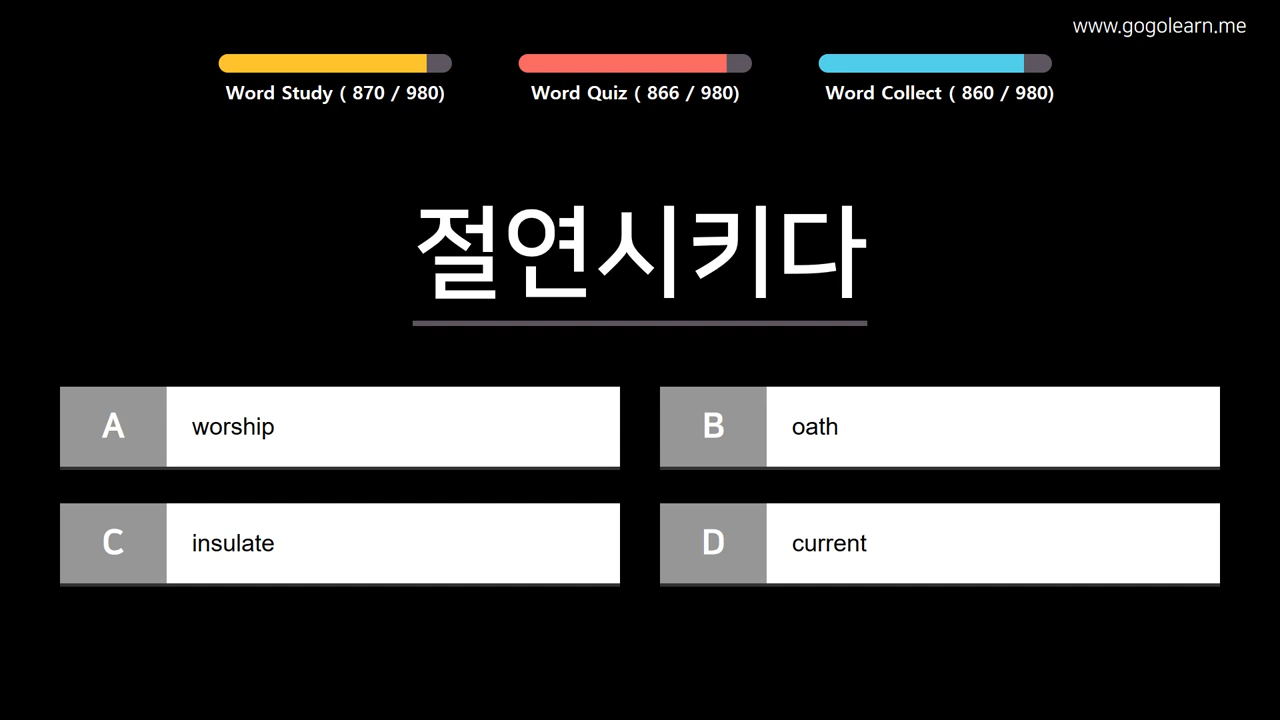 www.gogolearn.me
Word Study ( 870 / 980)
Word Quiz ( 866 / 980)
Word Collect ( 860 / 980)
절연시키다
A worship
B oath
C insulate
D current